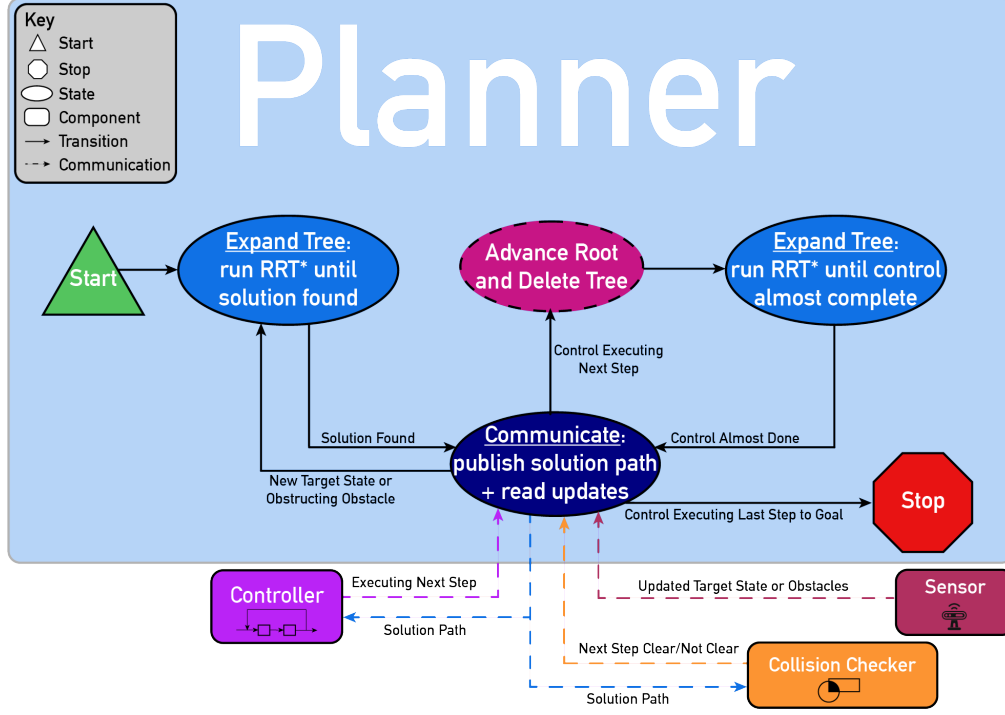 Key
Start
Stop
State
Component
Transition
Communication
Planner
Start
Expand Tree:
run RRT* until
solution found
Advance Root
and Delete Tree
Expand Tree:
run RRT* until control
almost complete
Control Executing
Next Step
Solution Found
Communicate:
publish solution path
+ read updates
Control Almost Done
New Target State or
Obstructing Obstacle
Control Executing Last Step to Goal
Stop
Controller
Executing Next Step
Solution Path
Updated Target State or Obstacles
Sensor
Next Step Clear/Not Clear
Collision Checker
Solution Path